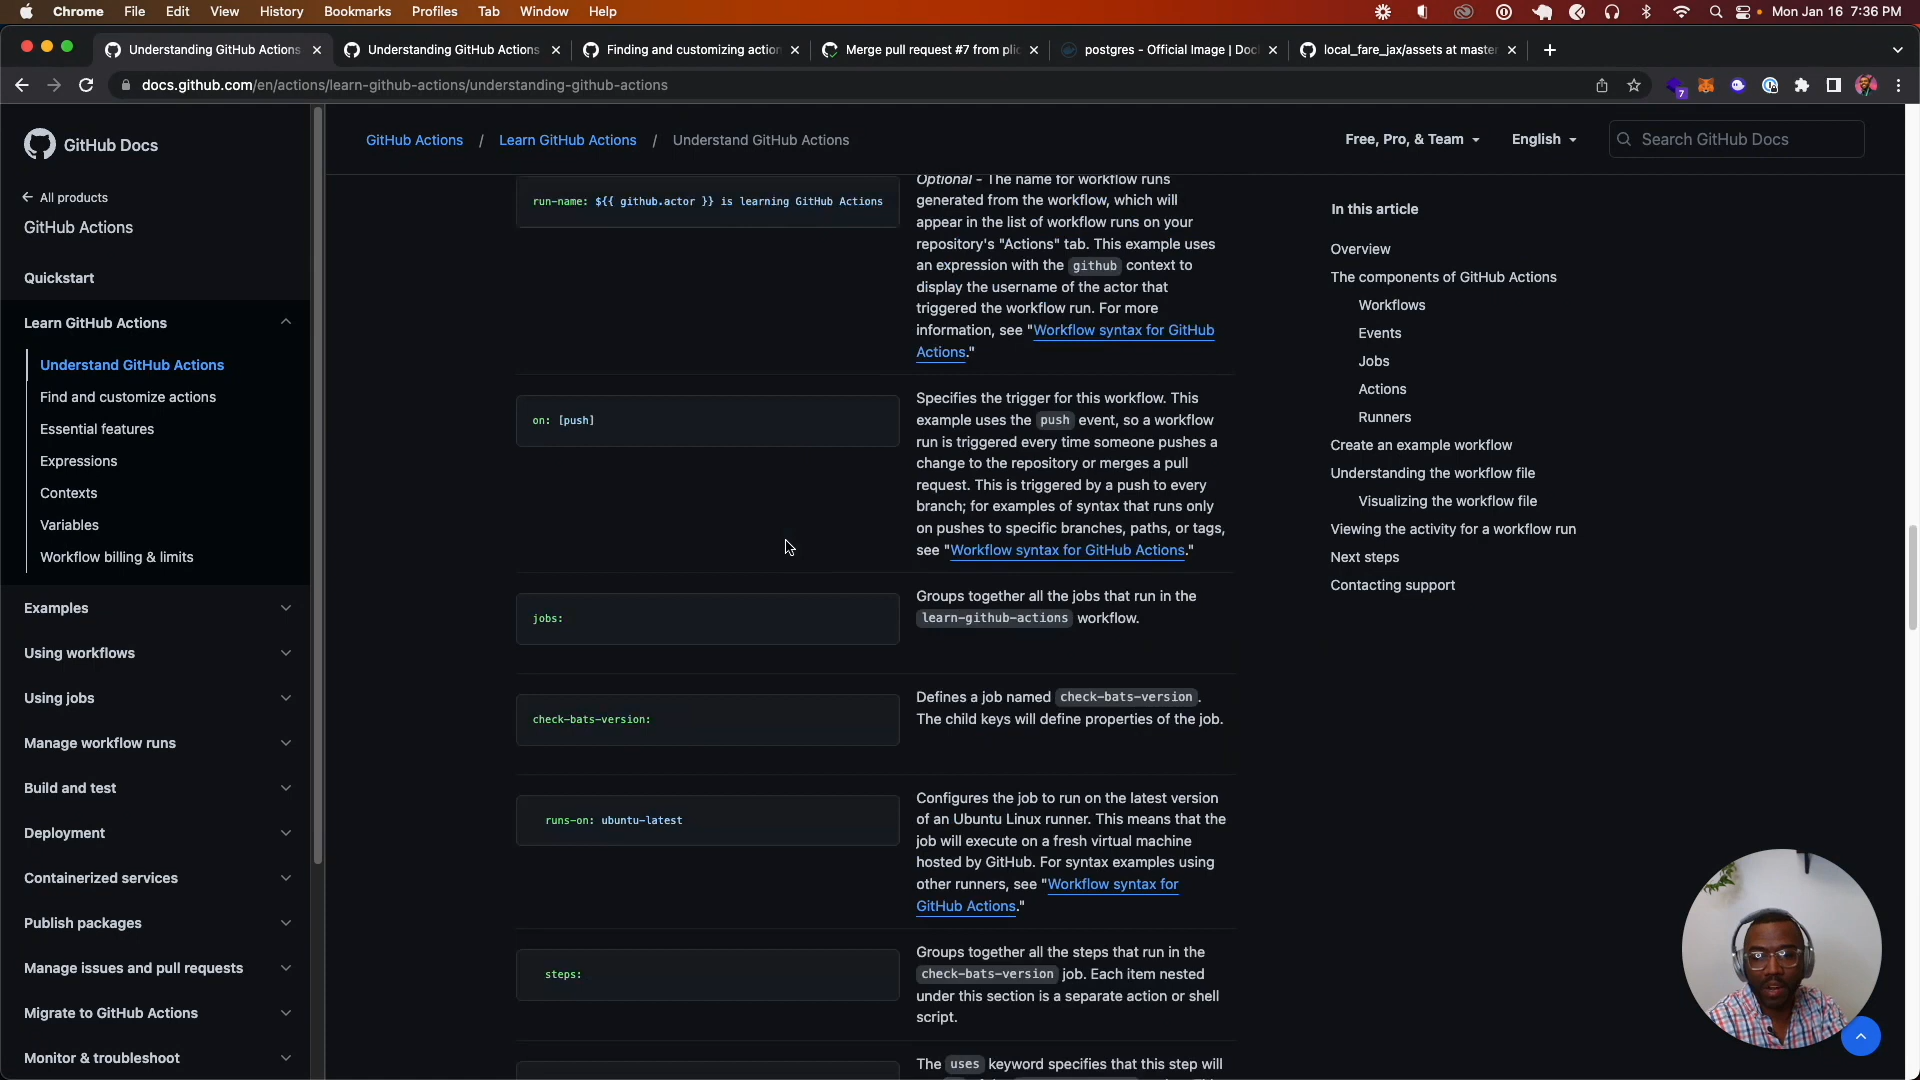 Chrome File Edit View History Bookmarks Profiles Tab Window Help Mon Jan 16 7:36 PM
Understanding GitHub Actions
Understanding GitHub Actions
Finding and customizing action
Merge pull request #7 from
postgres - Official Image | Doc
local_fare_jax/assets at master
docs.github.com/en/actions/learn-github-actions/understanding-github-actions
7
GitHub Docs
All products
GitHub Actions
Quickstart
Learn GitHub Actions
Understand GitHub Actions
Find and customize actions
Essential features
Expressions
Contexts
Variables
Workflow billing & limits
Examples
Using workflows
Using jobs
Manage workflow runs
Build and test
Deployment
Containerized services
Publish packages
Manage issues and pull requests
Migrate to GitHub Actions
Monitor & troubleshoot
GitHub Actions / Learn GitHub Actions / Understand GitHub Actions
Free, Pro, & Team
English
Search GitHub Docs
run-name: ${{ github.actor }} is learning GitHub Actions
Optional - The name for workflow runs
generated from the workflow, which will
appear in the list of workflow runs on your
repository's "Actions" tab. This example uses
an expression with the github context to
display the username of the actor that
triggered the workflow run. For more
information, see "Workflow syntax for GitHub
Actions."
on: [push]
Specifies the trigger for this workflow. This
example uses the push event, so a workflow
run is triggered every time someone pushes a
change to the repository or merges a pull
request. This is triggered by a push to every
branch; for examples of syntax that runs only
on pushes to specific branches, paths, or tags,
see "Workflow syntax for GitHub Actions."
jobs:
Groups together all the jobs that run in the
learn-github-actions workflow.
check-bats-version:
Defines a job named check-bats-version.
The child keys will define properties of the job.
runs-on: ubuntu-latest
Configures the job to run on the latest version
of an Ubuntu Linux runner. This means that the
job will execute on a fresh virtual machine
hosted by GitHub. For syntax examples using
other runners, see "Workflow syntax for
GitHub Actions."
steps:
Groups together all the steps that run in the
check-bats-version job. Each item nested
under this section is a separate action or shell
script.
The uses keyword specifies that this step will
In this article
Overview
The components of GitHub Actions
Workflows
Events
Jobs
Actions
Runners
Create an example workflow
Understanding the workflow file
Visualizing the workflow file
Viewing the activity for a workflow run
Next steps
Contacting support